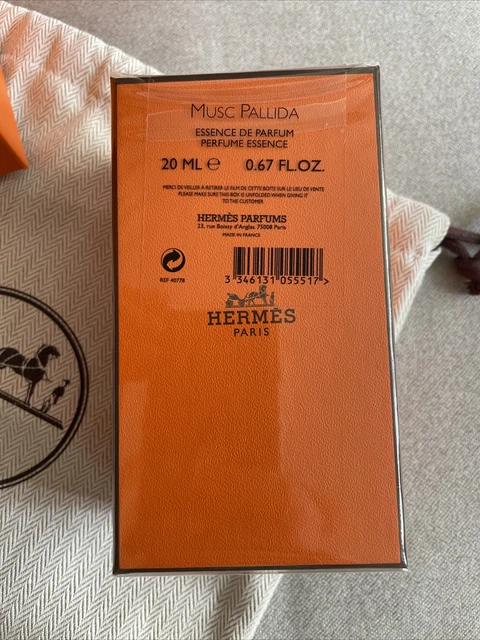 MUSC PALLIDA
ESSENCE DE PARFUM
PERFUME ESSENCE
20 ML ℮ 0.67 FL.OZ.
MERCI DE VEILLER À RETIRER LE FILM DE CETTE BOITE SUR LE LIEU DE VENTE
PLEASE MAKE SURE THIS BOX IS UNFOLDED WHEN GIVING IT
TO THE CUSTOMER
HERMÈS PARFUMS
23, rue Boissy d'Anglas, 75008 Paris
MADE IN FRANCE
REF 40778
3 346131 055517>
HERMÈS
PARIS